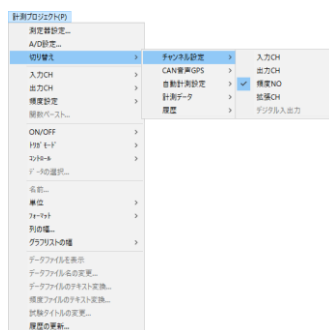 計測プロジェクト(P)
測定器設定...
A/D設定...
切り替え
入力CH
出力CH
頻度設定
関数ペースト...
ON/OFF
ﾄﾘｶﾞﾓｰﾄﾞ
ｺﾝﾄﾛｰﾙ
ﾃﾞｰﾀの選択...
名前...
単位
ﾌｫｰﾏｯﾄ
列の幅...
グラフリストの幅
データファイルを表示
データファイル名の変更...
データファイルのテキスト変換...
頻度ファイルのテキスト変換...
試験タイトルの変更...
履歴の更新...
チャンネル設定
CAN音声GPS
自動計測設定
計測データ
履歴
入力CH
出力CH
頻度NO
拡張CH
デジタル入出力